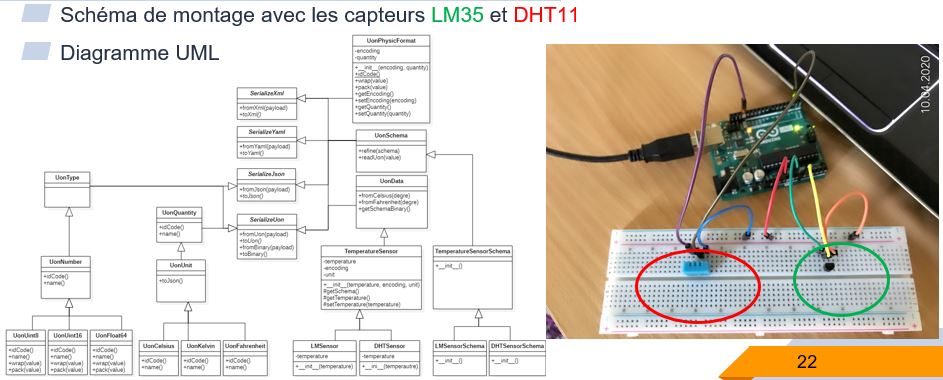 Schéma de montage avec les capteurs LM35 et DHT11
Diagramme UML
UonPhysicFormat
-encoding
-quantity
+__init__(encoding, quantity)
+idCode()
+wrap(value)
+pack(value)
+getEncoding()
+setEncoding(encoding)
+getQuantity()
+setQuantity(quantity)
SerializeXml
+fromXml(payload)
+toXml()
SerializeYaml
+fromYaml(payload)
+toYaml()
UonSchema
+refine(schema)
+readUon(value)
SerializeJson
+fromJson(payload)
+toJson()
UonType
UonData
+fromCelsius(degre)
+fromFahrenheit(degre)
+getSchemaBinary()
UonQuantity
+idCode()
+name()
SerializeUon
+fromUon(payload)
+toUon()
+fromBinary(payload)
+toBinary()
TemperatureSensor
-temperature
-encoding
-unit
+__init__(temperature, encoding, unit)
#getSchema()
#getTemperature()
#setTemperature(temperature)
TemperatureSensorSchema
+__init__()
UonNumber
+idCode()
+name()
UonUnit
+toJson()
UonUint8
+idCode()
+name()
+wrap(value)
+pack(value)
UonUint16
+idCode()
+name()
+wrap(value)
+pack(value)
UonFloat64
+idCode()
+name()
+wrap(value)
+pack(value)
UonCelsius
+idCode()
+name()
UonKelvin
+idCode()
+name()
UonFahrenheit
+idCode()
+name()
LMSensor
-temperature
+__init__(temperature)
DHTSensor
-temperature
+__ini__(temperautre)
LMSensorSchema
+__init__()
DHTSensorSchema
+__init__()
10.04.2020
22